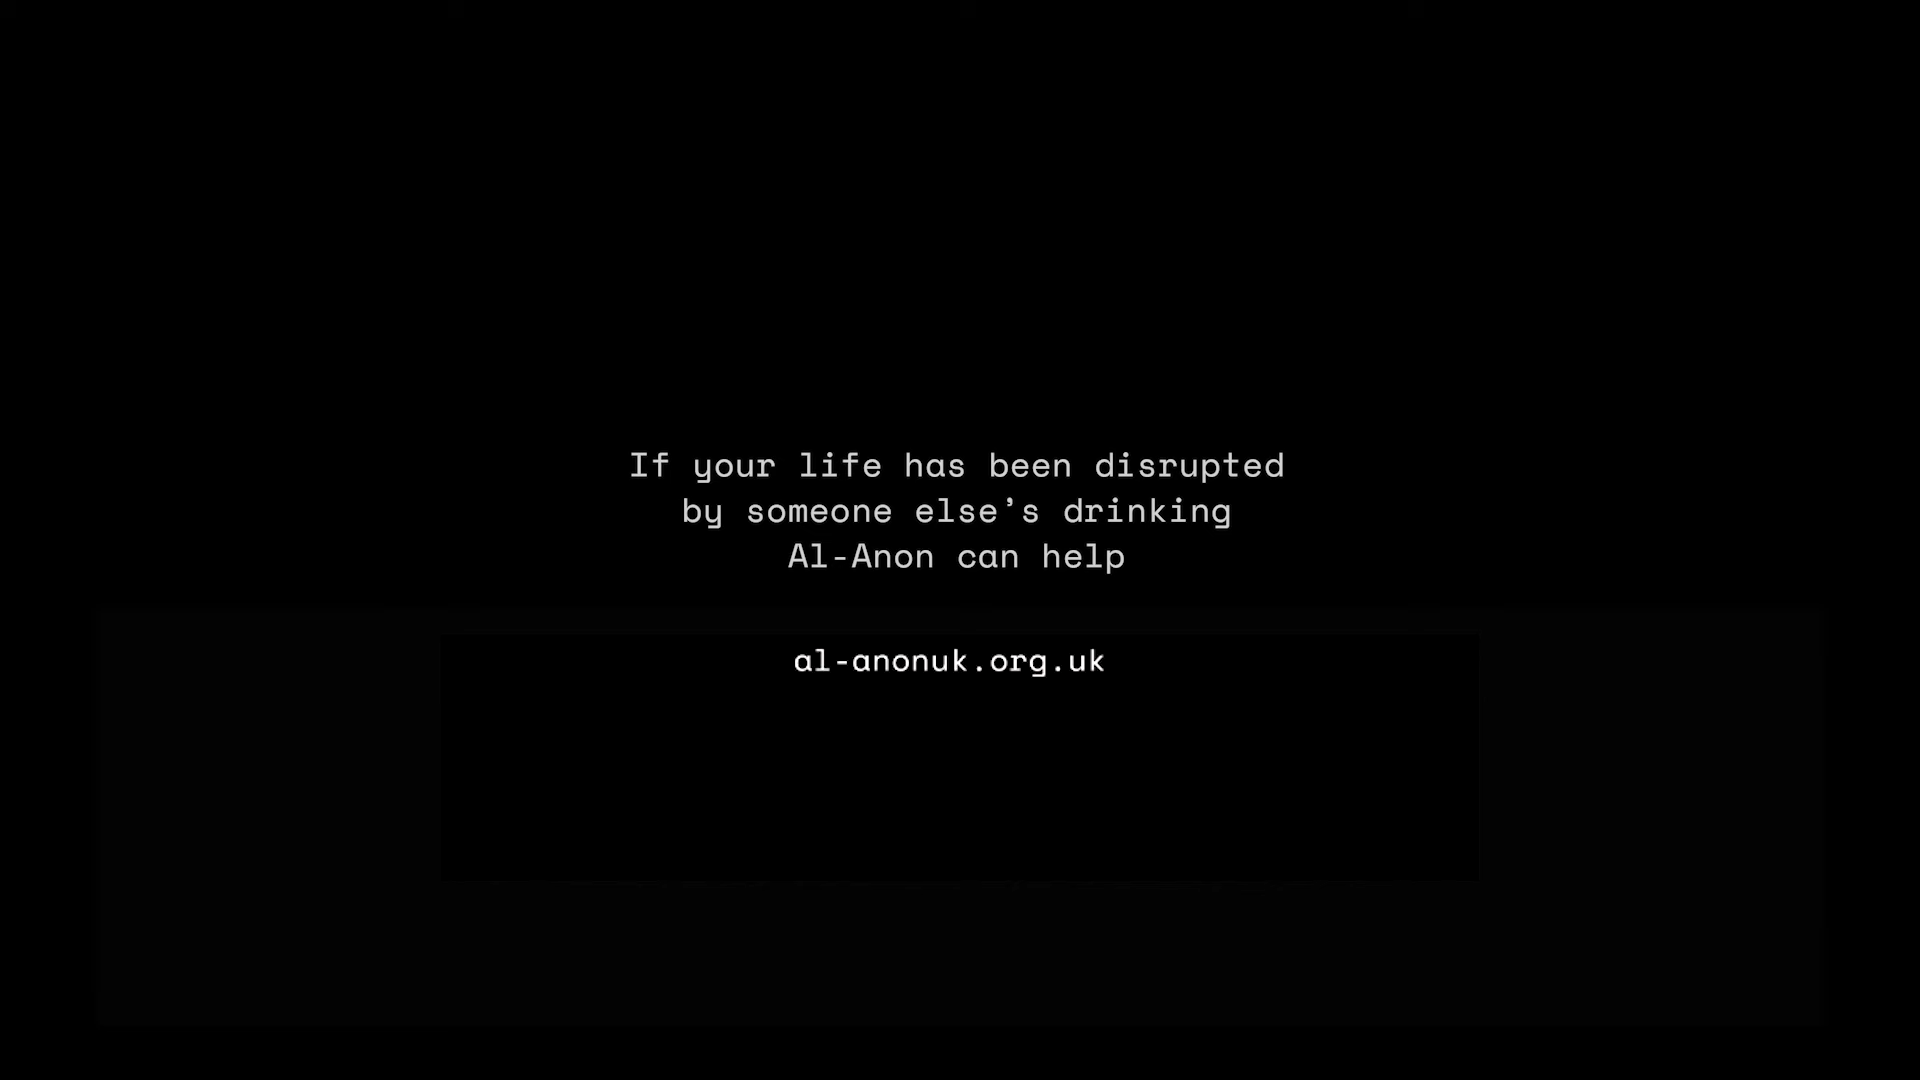 If your life has been disrupted
by someone else’s drinking
Al-Anon can help
al-anonuk.org.uk